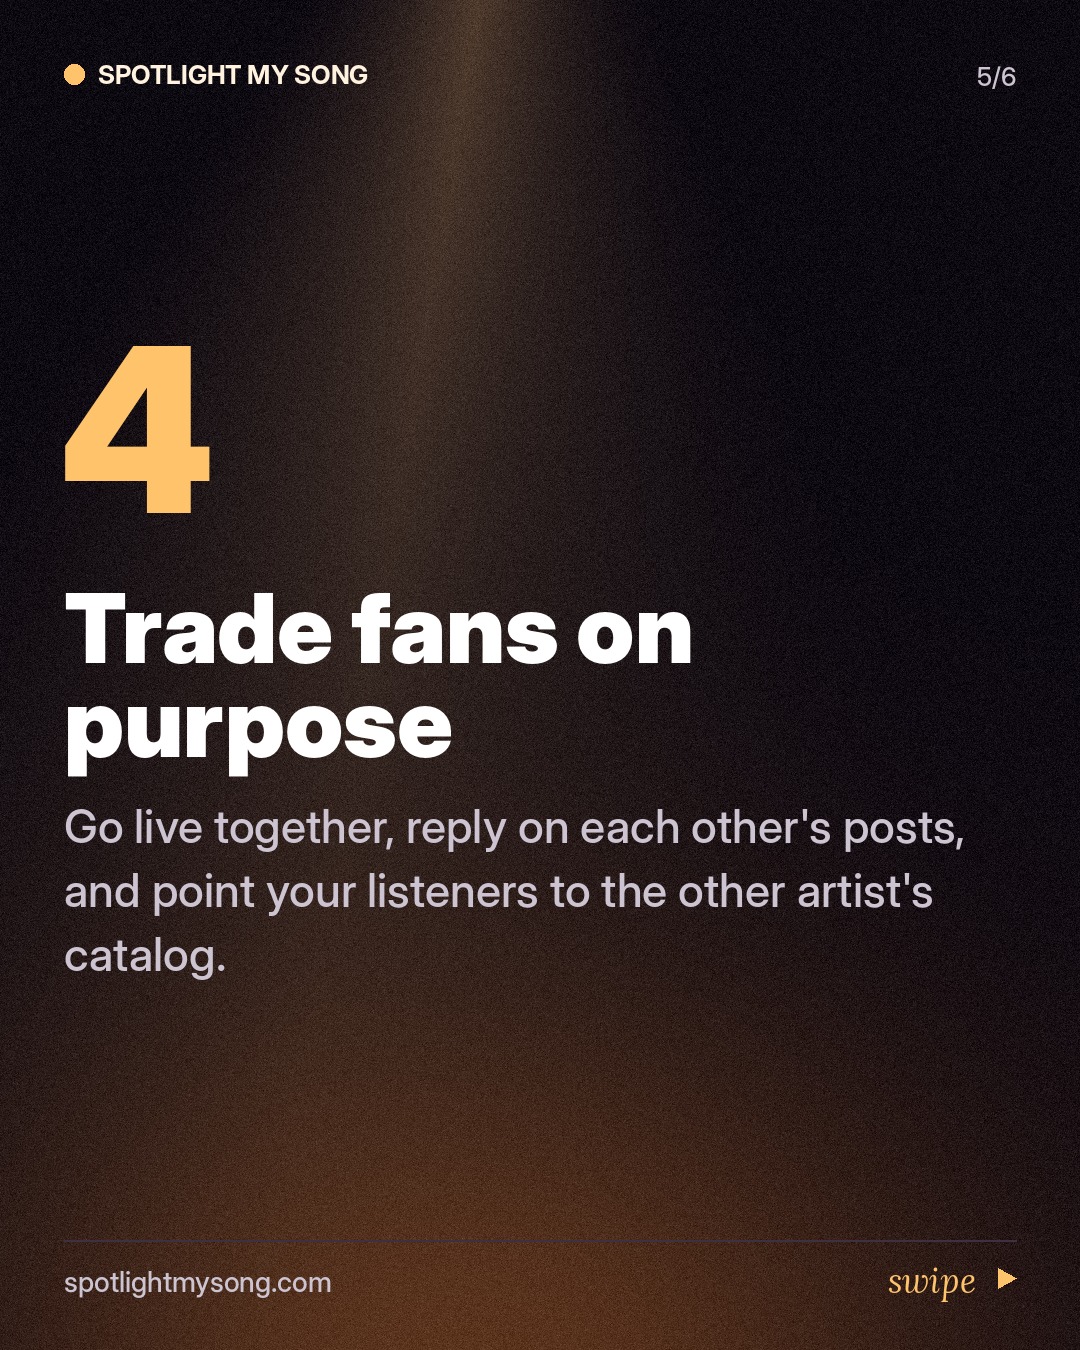 SPOTLIGHT MY SONG
5/6
4
Trade fans on
purpose
Go live together, reply on each other's posts,
and point your listeners to the other artist's
catalog.
spotlightmysong.com
swipe